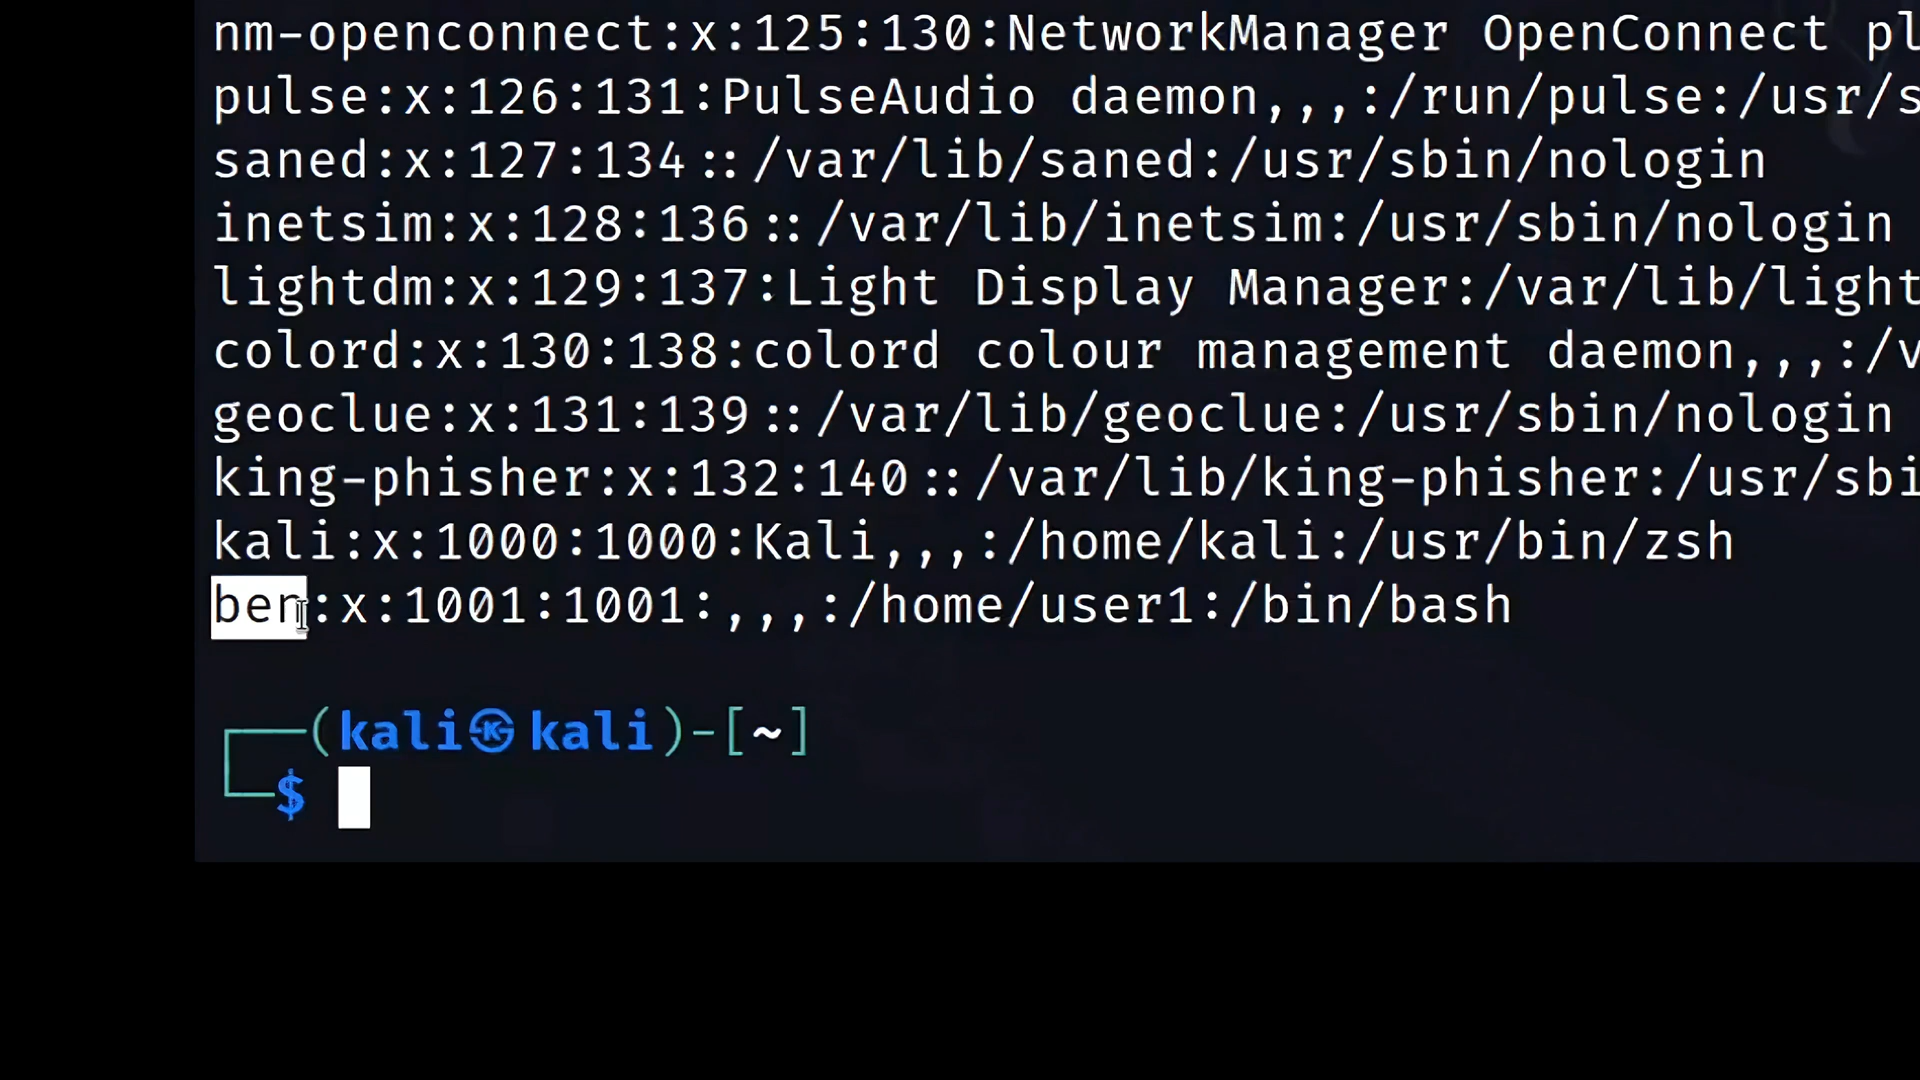 nm-openconnect:x:125:130:NetworkManager OpenConnect pl
pulse:x:126:131:PulseAudio daemon,,,:/run/pulse:/usr/s
saned:x:127:134::/var/lib/saned:/usr/sbin/nologin
inetsim:x:128:136::/var/lib/inetsim:/usr/sbin/nologin
lightdm:x:129:137:Light Display Manager:/var/lib/light
colord:x:130:138:colord colour management daemon,,,:/v
geoclue:x:131:139::/var/lib/geoclue:/usr/sbin/nologin
king-phisher:x:132:140::/var/lib/king-phisher:/usr/sbi
kali:x:1000:1000:Kali,,,:/home/kali:/usr/bin/zsh
ben:x:1001:1001:,,,:/home/user1:/bin/bash
┌──(kali㉿kali)-[~]
└─$